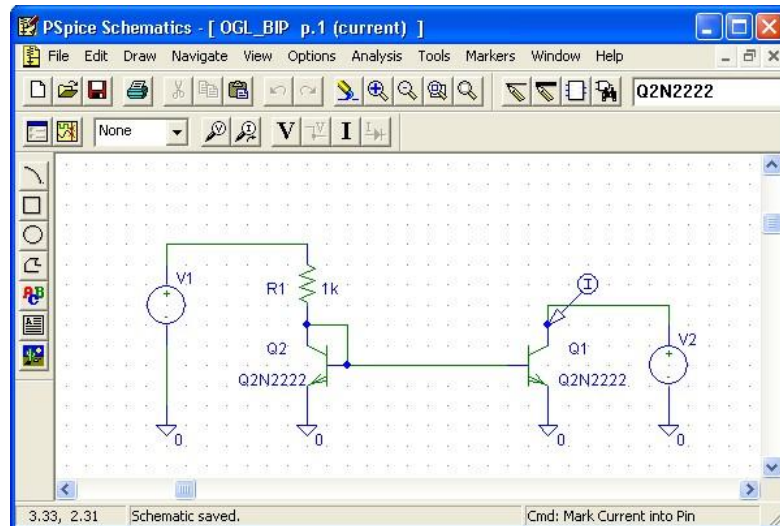 PSpice Schematics - [ OGL_BIP p.1 (current) ]
File Edit Draw Navigate View Options Analysis Tools Markers Window Help
Q2N2222
None
V
V
I
I
ABC
A
V1
+
-
R1
1k
I
V2
+
-
Q2
Q1
Q2N2222
Q2N2222
0
0
0
0
3.33, 2.31
Schematic saved.
Cmd: Mark Current into Pin